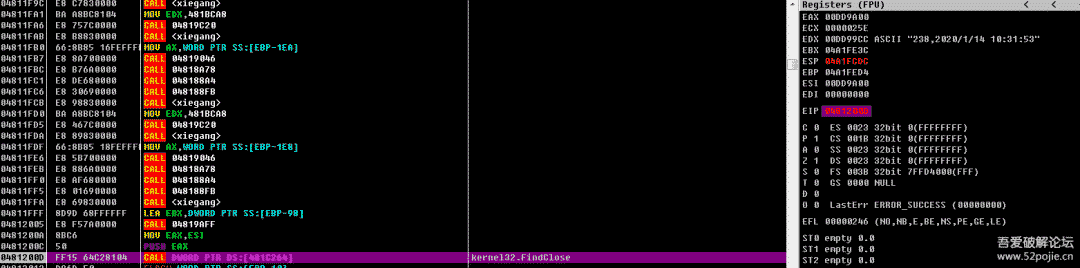 04811F9C E8 C7830000 CALL <xiegang>
04811FA1 BA A8BC8104 MOV EDX,481BCA8
04811FA6 E8 757C0000 CALL 04819C20
04811FAB E8 B8830000 CALL <xiegang>
04811FB0 66:8B85 16FEFFFF MOV AX,WORD PTR SS:[EBP-1EA]
04811FB7 E8 8A700000 CALL 04819046
04811FBC E8 B76A0000 CALL 04818A78
04811FC1 E8 DE680000 CALL 048188A4
04811FC6 E8 30690000 CALL 048188FB
04811FCB E8 98830000 CALL <xiegang>
04811FD0 BA A8BC8104 MOV EDX,481BCA8
04811FD5 E8 467C0000 CALL 04819C20
04811FDA E8 89830000 CALL <xiegang>
04811FDF 66:8B85 18FEFFFF MOV AX,WORD PTR SS:[EBP-1E8]
04811FE6 E8 5B700000 CALL 04819046
04811FEB E8 886A0000 CALL 04818A78
04811FF0 E8 AF680000 CALL 048188A4
04811FF5 E8 01690000 CALL 048188FB
04811FFA E8 69830000 CALL <xiegang>
04811FFF 8D9D 68FFFFFF LEA EBX,DWORD PTR SS:[EBP-98]
04812005 E8 F57A0000 CALL 04819AFF
0481200A 8BC6 MOV EAX,ESI
0481200C 50 PUSH EAX
0481200D FF15 64C28104 CALL DWORD PTR DS:[481C264] kernel32.FindClose
Registers (FPU) < <
EAX 00DD9A00
ECX 0000025E
EDX 00DD99CC ASCII "238,2020/1/14 10:31:53"
EBX 04A1FE3C
ESP 04A1FCDC
EBP 04A1FED4
ESI 00DD9A00
EDI 00000000
EIP 0481200D
C 0 ES 0023 32bit 0(FFFFFFFF)
P 1 CS 001B 32bit 0(FFFFFFFF)
A 0 SS 0023 32bit 0(FFFFFFFF)
Z 1 DS 0023 32bit 0(FFFFFFFF)
S 0 FS 003B 32bit 7FFD4000(FFF)
T 0 GS 0000 NULL
D 0
O 0 LastErr ERROR_SUCCESS (00000000)
EFL 00000246 (NO,NB,E,BE,NS,PE,GE,LE)
ST0 empty 0.0
ST1 empty 0.0
ST2 empty 0.0
吾爱破解论坛
www.52pojie.cn